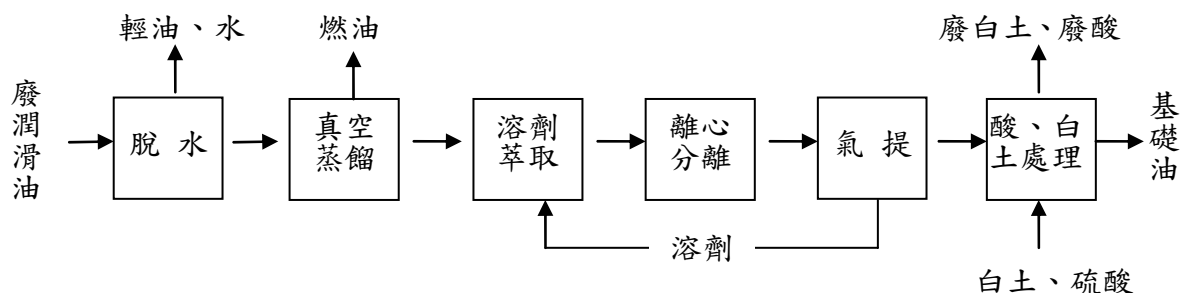 輕油、水
燃油
廢白土、廢酸
廢潤滑油
脫水
真空
蒸餾
溶劑
萃取
離心
分離
氣提
酸、白
土處理
基礎油
溶劑
白土、硫酸